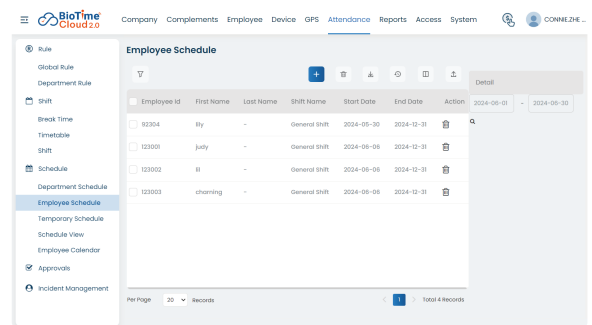 BioTime
Cloud 2.0
Company Complements Employee Device GPS Attendance Reports Access System
CONNIE.ZHE ...
Rule
Global Rule
Department Rule
Shift
Break Time
Timetable
Shift
Schedule
Department Schedule
Employee Schedule
Temporary Schedule
Schedule View
Employee Calendar
Approvals
Incident Management
Employee Schedule
Employee Id First Name Last Name Shift Name Start Date End Date Action
92304 lily - General Shift 2024-05-30 2024-12-31
123001 judy - General Shift 2024-06-06 2024-12-31
123002 lili - General Shift 2024-06-06 2024-12-31
123003 charning - General Shift 2024-06-06 2024-12-31
Per Page 20 Records
< 1 > Total 4 Records
Detail
2024-06-01 - 2024-06-30